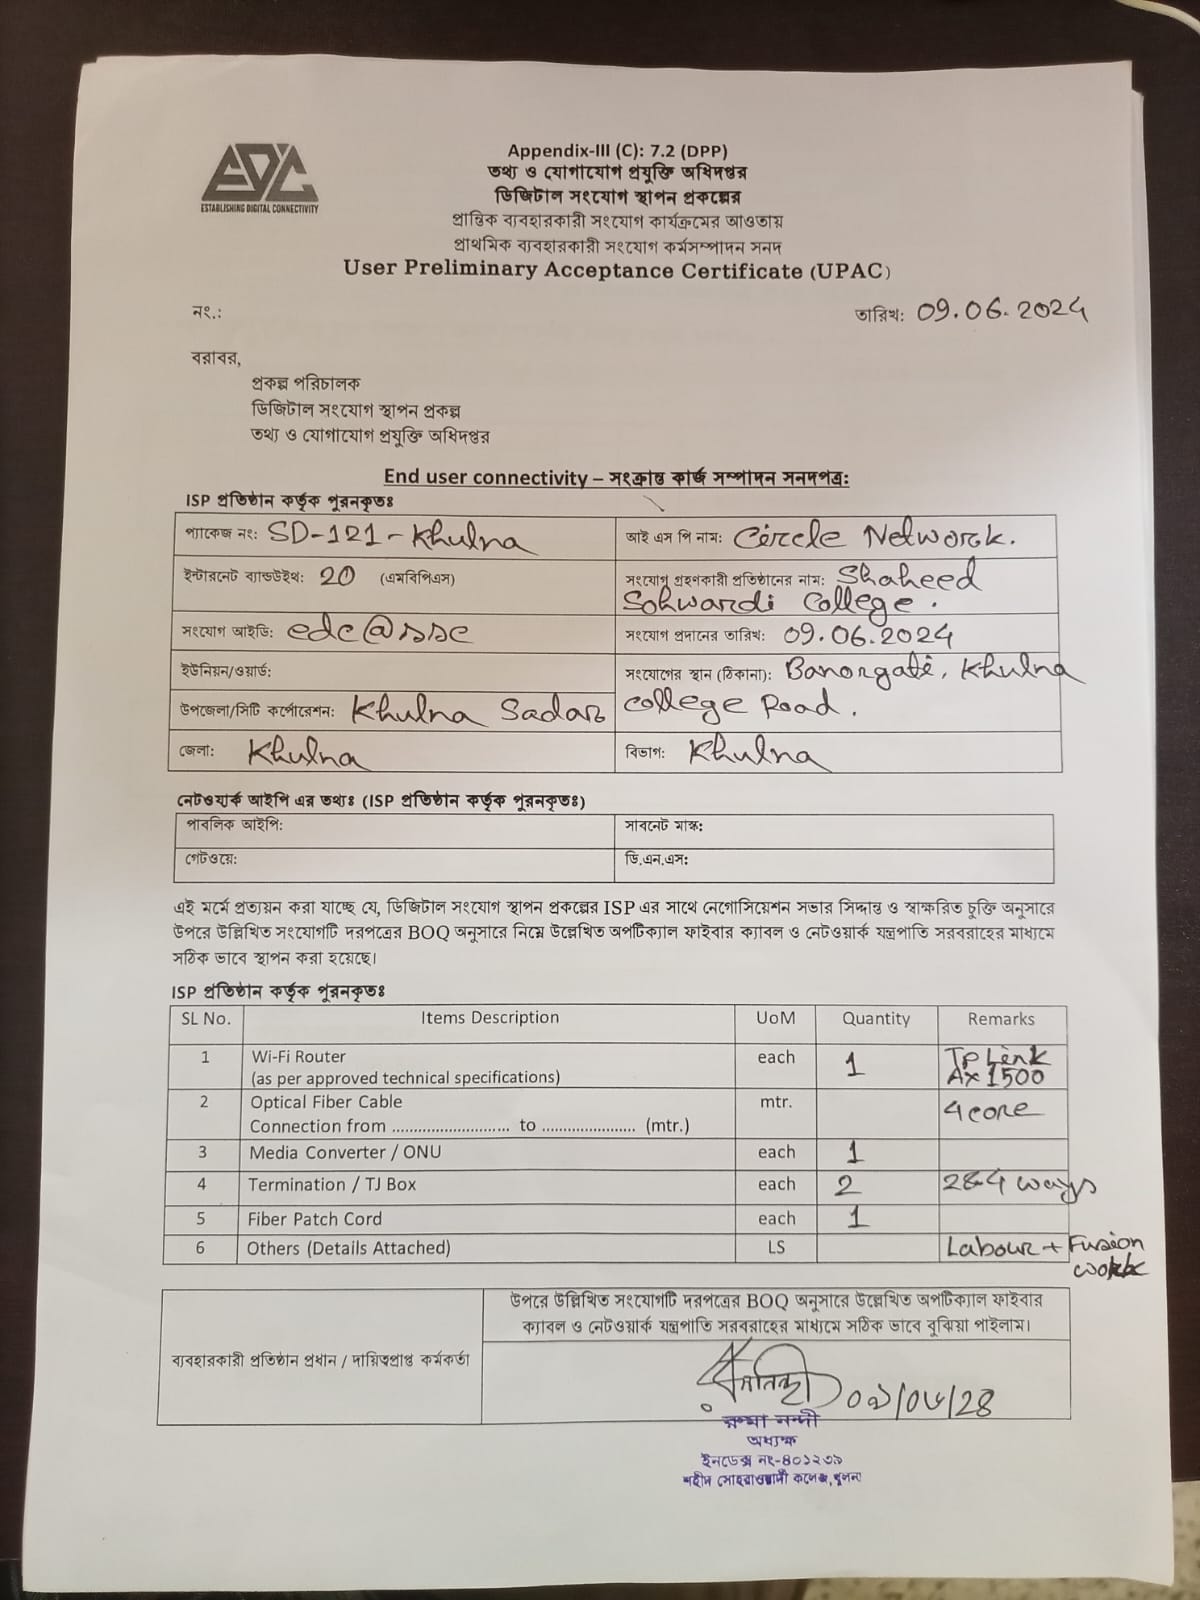 EDC
ESTABLISHING DIGITAL CONNECTIVITY
Appendix-III (C): 7.2 (DPP)
তথ্য ও যোগাযোগ প্রযুক্তি অধিদপ্তর
ডিজিটাল সংযোগ স্থাপন প্রকল্পের
প্রান্তিক ব্যবহারকারী সংযোগ কার্যক্রমের আওতায়
প্রাথমিক ব্যবহারকারী সংযোগ কর্মসম্পাদন সনদ
User Preliminary Acceptance Certificate (UPAC)
নং.: তারিখ: 09.06.2024
বরাবর,
প্রকল্প পরিচালক
ডিজিটাল সংযোগ স্থাপন প্রকল্প
তথ্য ও যোগাযোগ প্রযুক্তি অধিদপ্তর
End user connectivity – সংক্রান্ত কার্জ সম্পাদন সনদপত্র:
ISP প্রতিষ্ঠান কর্তৃক পুরনকৃতঃ
প্যাকেজ নং: SD-121-Khulna আই এস পি নাম: Circle Network.
ইন্টারনেট ব্যান্ডউইথ: 20 (এমবিপিএস) সংযোগ গ্রহণকারী প্রতিষ্ঠানের নাম: Shaheed
Sohwardi College.
সংযোগ আইডি: edc@ssc সংযোগ প্রদানের তারিখ: 09.06.2024
ইউনিয়ন/ওয়ার্ড: সংযোগের স্থান (ঠিকানা): Banorgati, Khulna
উপজেলা/সিটি কর্পোরেশন: Khulna Sadar College Road.
জেলা: Khulna বিভাগ: Khulna
নেটওয়ার্ক আইপি এর তথ্যঃ (ISP প্রতিষ্ঠান কর্তৃক পুরনকৃতঃ)
পাবলিক আইপি: সাবনেট মাস্ক:
গেটওয়ে: ডি.এন.এস:
এই মর্মে প্রত্যয়ন করা যাচ্ছে যে, ডিজিটাল সংযোগ স্থাপন প্রকল্পের ISP এর সাথে নেগোসিয়েশন সভার সিদ্দান্ত ও স্বাক্ষরিত চুক্তি অনুসারে
উপরে উল্লিখিত সংযোগটি দরপত্রের BOQ অনুসারে নিম্নে উল্লেখিত অপটিক্যাল ফাইবার ক্যাবল ও নেটওয়ার্ক যন্ত্রপাতি সরবরাহের মাধ্যমে
সঠিক ভাবে স্থাপন করা হয়েছে।
ISP প্রতিষ্ঠান কর্তৃক পুরনকৃতঃ
SL No. Items Description UoM Quantity Remarks
1 Wi-Fi Router each 1 Tp Link
(as per approved technical specifications) AX 1500
2 Optical Fiber Cable mtr. 4 core
Connection from ............................ to ...................... (mtr.)
3 Media Converter / ONU each 1
4 Termination / TJ Box each 2 2&4 ways
5 Fiber Patch Cord each 1
6 Others (Details Attached) LS Labour + Fusion
work
উপরে উল্লিখিত সংযোগটি দরপত্রের BOQ অনুসারে উল্লেখিত অপটিক্যাল ফাইবার
ক্যাবল ও নেটওয়ার্ক যন্ত্রপাতি সরবরাহের মাধ্যমে সঠিক ভাবে বুঝিয়া পাইলাম।
ব্যবহারকারী প্রতিষ্ঠান প্রধান / দায়িত্বপ্রাপ্ত কর্মকর্তা
০৯/০৬/২৪
রুমা নন্দী
অধ্যক্ষ
ইনডেক্স নং-৪০১২৩৯
শহীদ সোহরাওয়ার্দী কলেজ, খুলনা